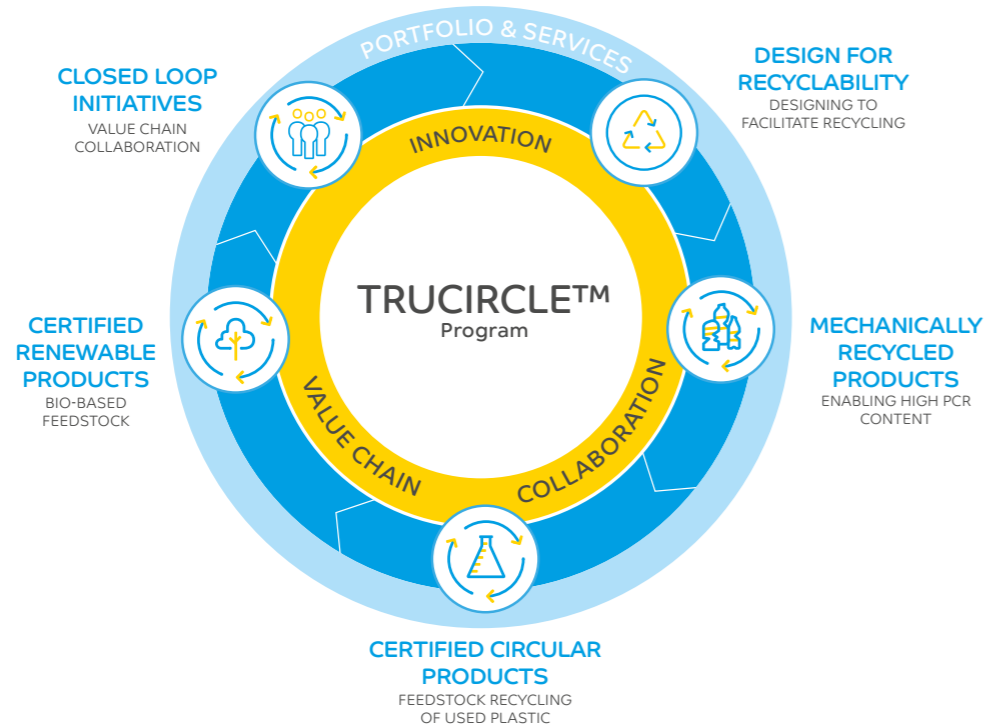 PORTFOLIO & SERVICES
CLOSED LOOP
INITIATIVES
VALUE CHAIN
COLLABORATION
DESIGN FOR
RECYCLABILITY
DESIGNING TO
FACILITATE RECYCLING
INNOVATION
TRUCIRCLE™
Program
CERTIFIED
RENEWABLE
PRODUCTS
BIO-BASED
FEEDSTOCK
MECHANICALLY
RECYCLED
PRODUCTS
ENABLING HIGH PCR
CONTENT
VALUE CHAIN
COLLABORATION
CERTIFIED CIRCULAR
PRODUCTS
FEEDSTOCK RECYCLING
OF USED PLASTIC